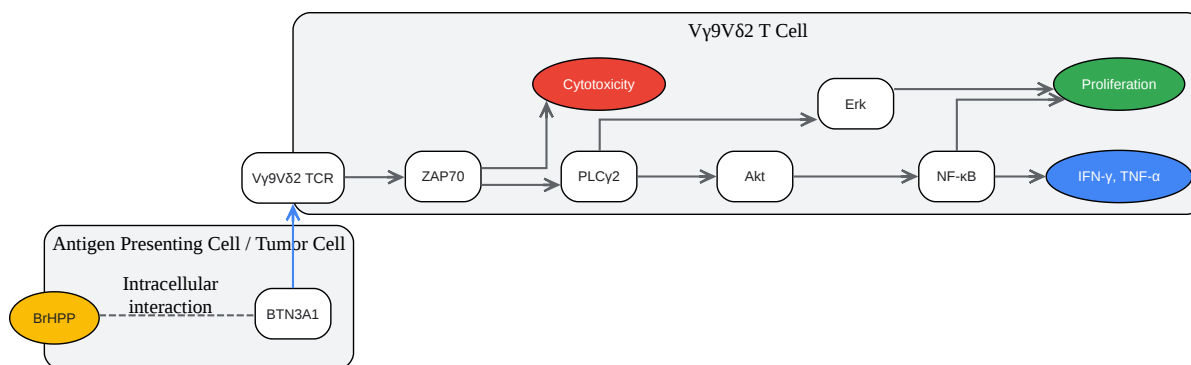 Vγ9Vδ2 T Cell
Cytotoxicity
Proliferation
Erk
Vγ9Vδ2 TCR
ZAP70
PLCγ2
Akt
NF-κB
IFN-γ, TNF-α
Antigen Presenting Cell / Tumor Cell
Intracellular
interaction
BrHPP
BTN3A1